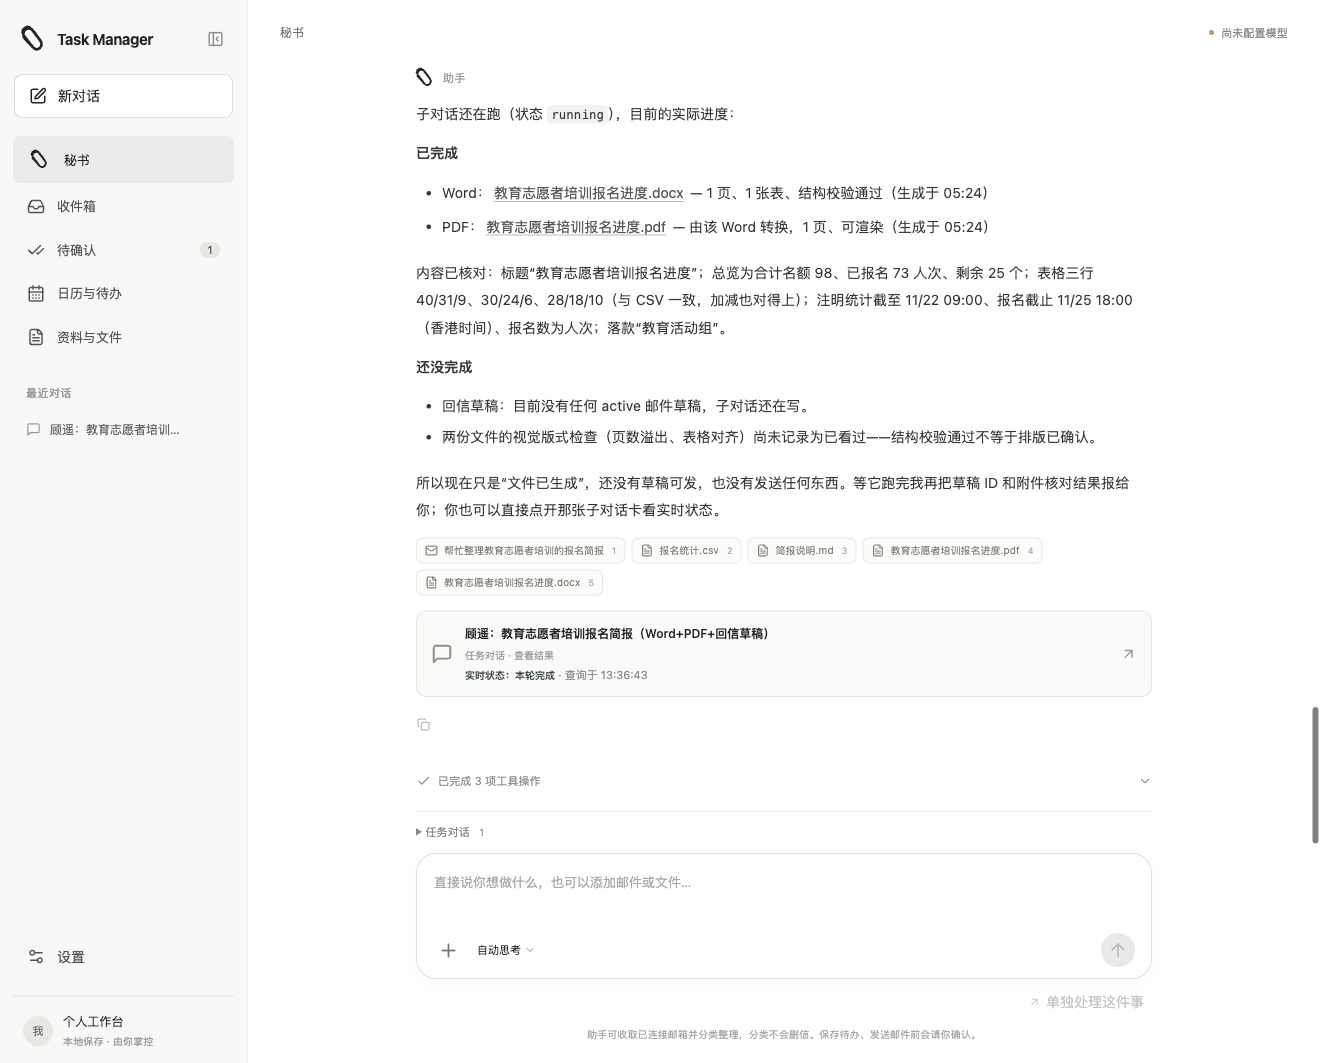 Task Manager
新对话
秘书
收件箱
待确认 1
日历与待办
资料与文件
最近对话
顾遥：教育志愿者培训...
设置
我
个人工作台
本地保存 · 由你掌控
秘书
尚未配置模型
助手
子对话还在跑（状态 running），目前的实际进度：
已完成
• Word： 教育志愿者培训报名进度.docx — 1 页、1 张表、结构校验通过（生成于 05:24）
• PDF： 教育志愿者培训报名进度.pdf — 由该 Word 转换，1 页、可渲染（生成于 05:24）
内容已核对：标题“教育志愿者培训报名进度”；总览为合计名额 98、已报名 73 人次、剩余 25 个；表格三行
40/31/9、30/24/6、28/18/10（与 CSV 一致，加减也对得上）；注明统计截至 11/22 09:00、报名截止 11/25 18:00
（香港时间）、报名数为人次；落款“教育活动组”。
还没完成
• 回信草稿：目前没有任何 active 邮件草稿，子对话还在写。
• 两份文件的视觉版式检查（页数溢出、表格对齐）尚未记录为已看过——结构校验通过不等于排版已确认。
所以现在只是“文件已生成”，还没有草稿可发，也没有发送任何东西。等它跑完我再把草稿 ID 和附件核对结果报给
你；你也可以直接点开那张子对话卡看实时状态。
帮忙整理教育志愿者培训的报名简报 1 报名统计.csv 2 简报说明.md 3 教育志愿者培训报名进度.pdf 4
教育志愿者培训报名进度.docx 5
顾遥：教育志愿者培训报名简报（Word+PDF+回信草稿）
任务对话 · 查看结果
实时状态：本轮完成 · 查询于 13:36:43
已完成 3 项工具操作
任务对话 1
直接说你想做什么，也可以添加邮件或文件...
自动思考
单独处理这件事
助手可收取已连接邮箱并分类整理，分类不会删信。保存待办、发送邮件前会请你确认。